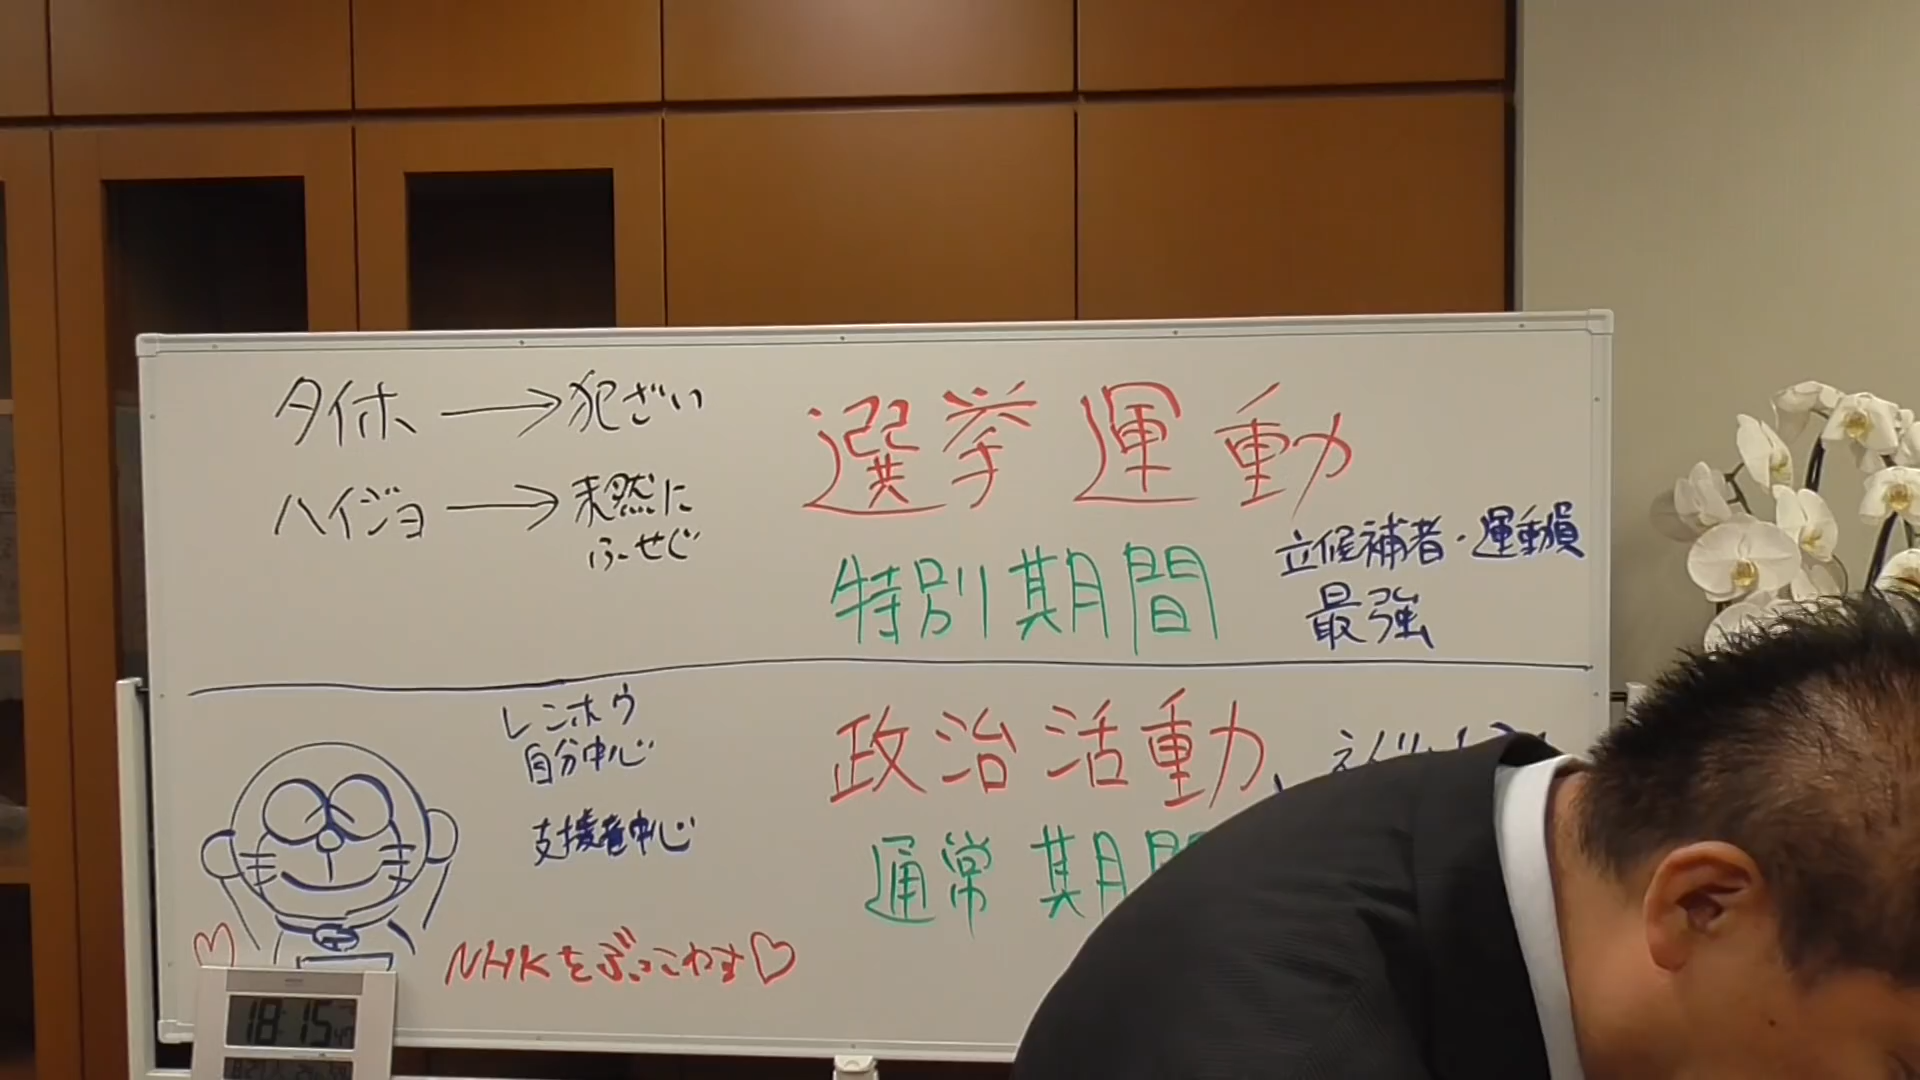 タイホ→犯ざい
ハイジョ→未然に
ふせぐ
選挙運動
特別期間
立候補者・運動員
最強
レンホウ
自分中心
支援者中心
NHKをぶっこわす♡
政治活動、
通常期間
18:15